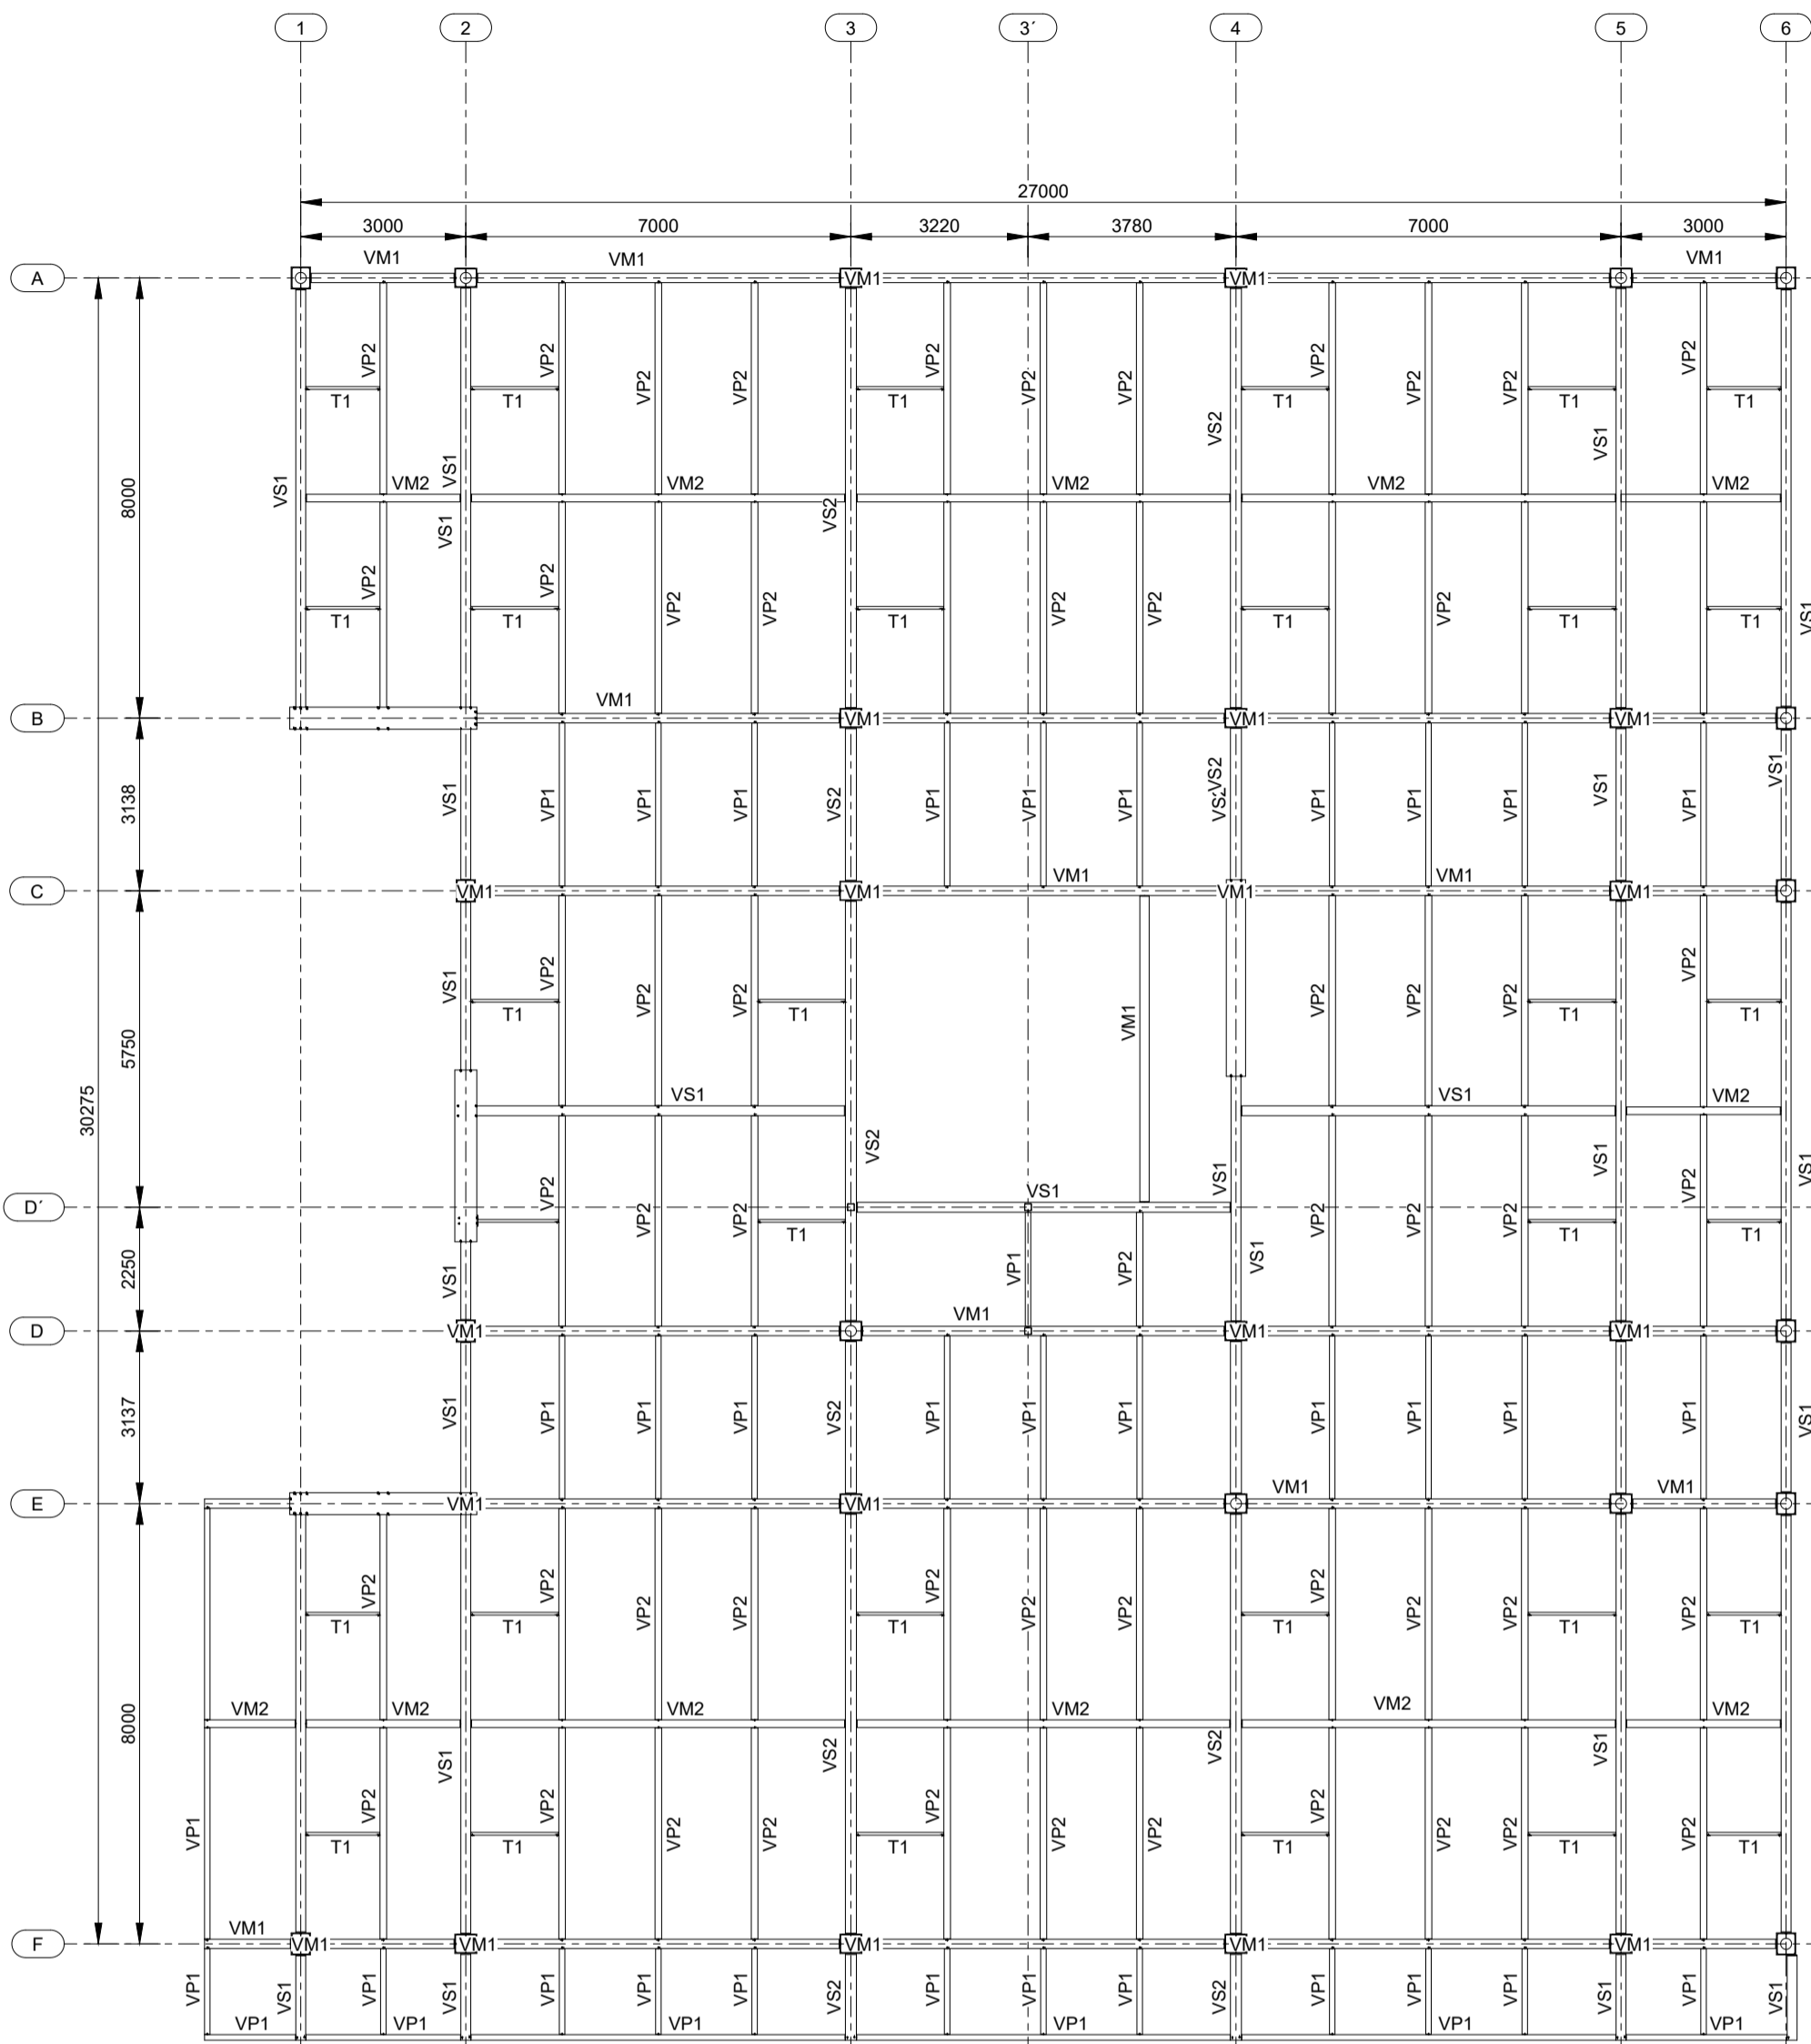 1 2 3 3´ 4 5 6
27000
3000 7000 3220 3780 7000 3000
VM1 VM1 VM1
A VM1 VM1
VP2 VP2 VP2 VP2 VP2 VP2 VP2 VP2 VP2 VP2 VP2
T1 T1 T1 T1 T1 T1
VS2
VS1 VS1 VS1
8000
VM2 VM2 VM2 VM2 VM2
VS1 VS2
VP2 VP2 VP2 VP2 VP2 VP2 VP2
T1 T1 T1 T1 T1 T1
VS1
VM1
B VM1 VM1 VM1
3138
VS2 VS1 VS1
VS1 VP1 VP1 VP1 VS2 VP1 VP1 VP1 VS2 VP1 VP1 VP1 VP1
VM1 VM1
C VM1 VM1 VM1 VM1
VS1 VP2 VP2 VP2 VM1 VP2 VP2 VP2 VP2
T1 T1 T1 T1
5750
30275
VS1 VS1 VM2
VS2 VS1 VS1 VS1
VP2 VP2 VP2 VP2 VP2 VP2 VP2
D´ VS1
T1 T1 T1
2250
VS1 VP1 VP2 VS1
VM1
D VM1 VM1 VM1
3137
VS1 VP1 VP1 VP1 VS2 VP1 VP1 VP1 VP1 VP1 VP1 VP1 VS1
VM1 VM1
E VM1 VM1
VP2 VP2 VP2 VP2 VP2 VP2 VP2 VP2 VP2 VP2 VP2
T1 T1 T1 T1 T1 T1
8000
VM2 VM2 VM2 VM2 VM2 VM2
VS1 VS2 VS2 VS1
VP1 VP2 VP2 VP2 VP2 VP2 VP2 VP2 VP2 VP2 VP2 VP2 VP2
T1 T1 T1 T1 T1 T1
VM1
F VM1 VM1 VM1 VM1 VM1
VP1 VS1 VP1 VS1 VP1 VP1 VP1 VS2 VP1 VP1 VP1 VS2 VP1 VP1 VP1 VS1 VP1 VS1
VP1 VP1 VP1 VP1 VP1 VP1